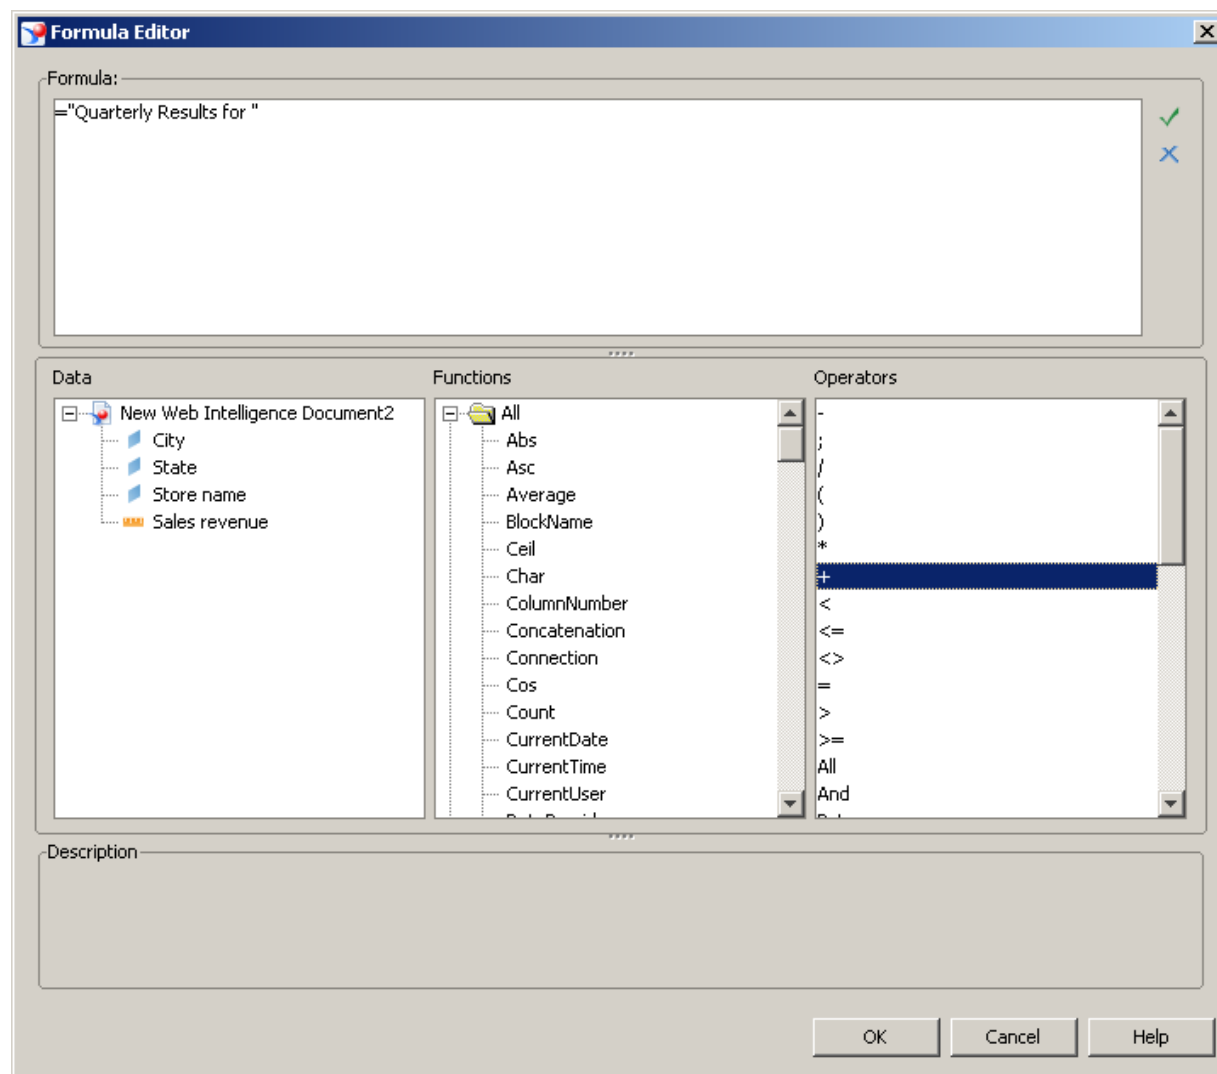 Formula Editor
Formula:
="Quarterly Results for "
Data
New Web Intelligence Document2
City
State
Store name
Sales revenue
Functions
All
Abs
Asc
Average
BlockName
Ceil
Char
ColumnNumber
Concatenation
Connection
Cos
Count
CurrentDate
CurrentTime
CurrentUser
Operators
-
;
/
(
)
*
+
<
<=
<>
=
>
>=
All
And
Description
OK
Cancel
Help